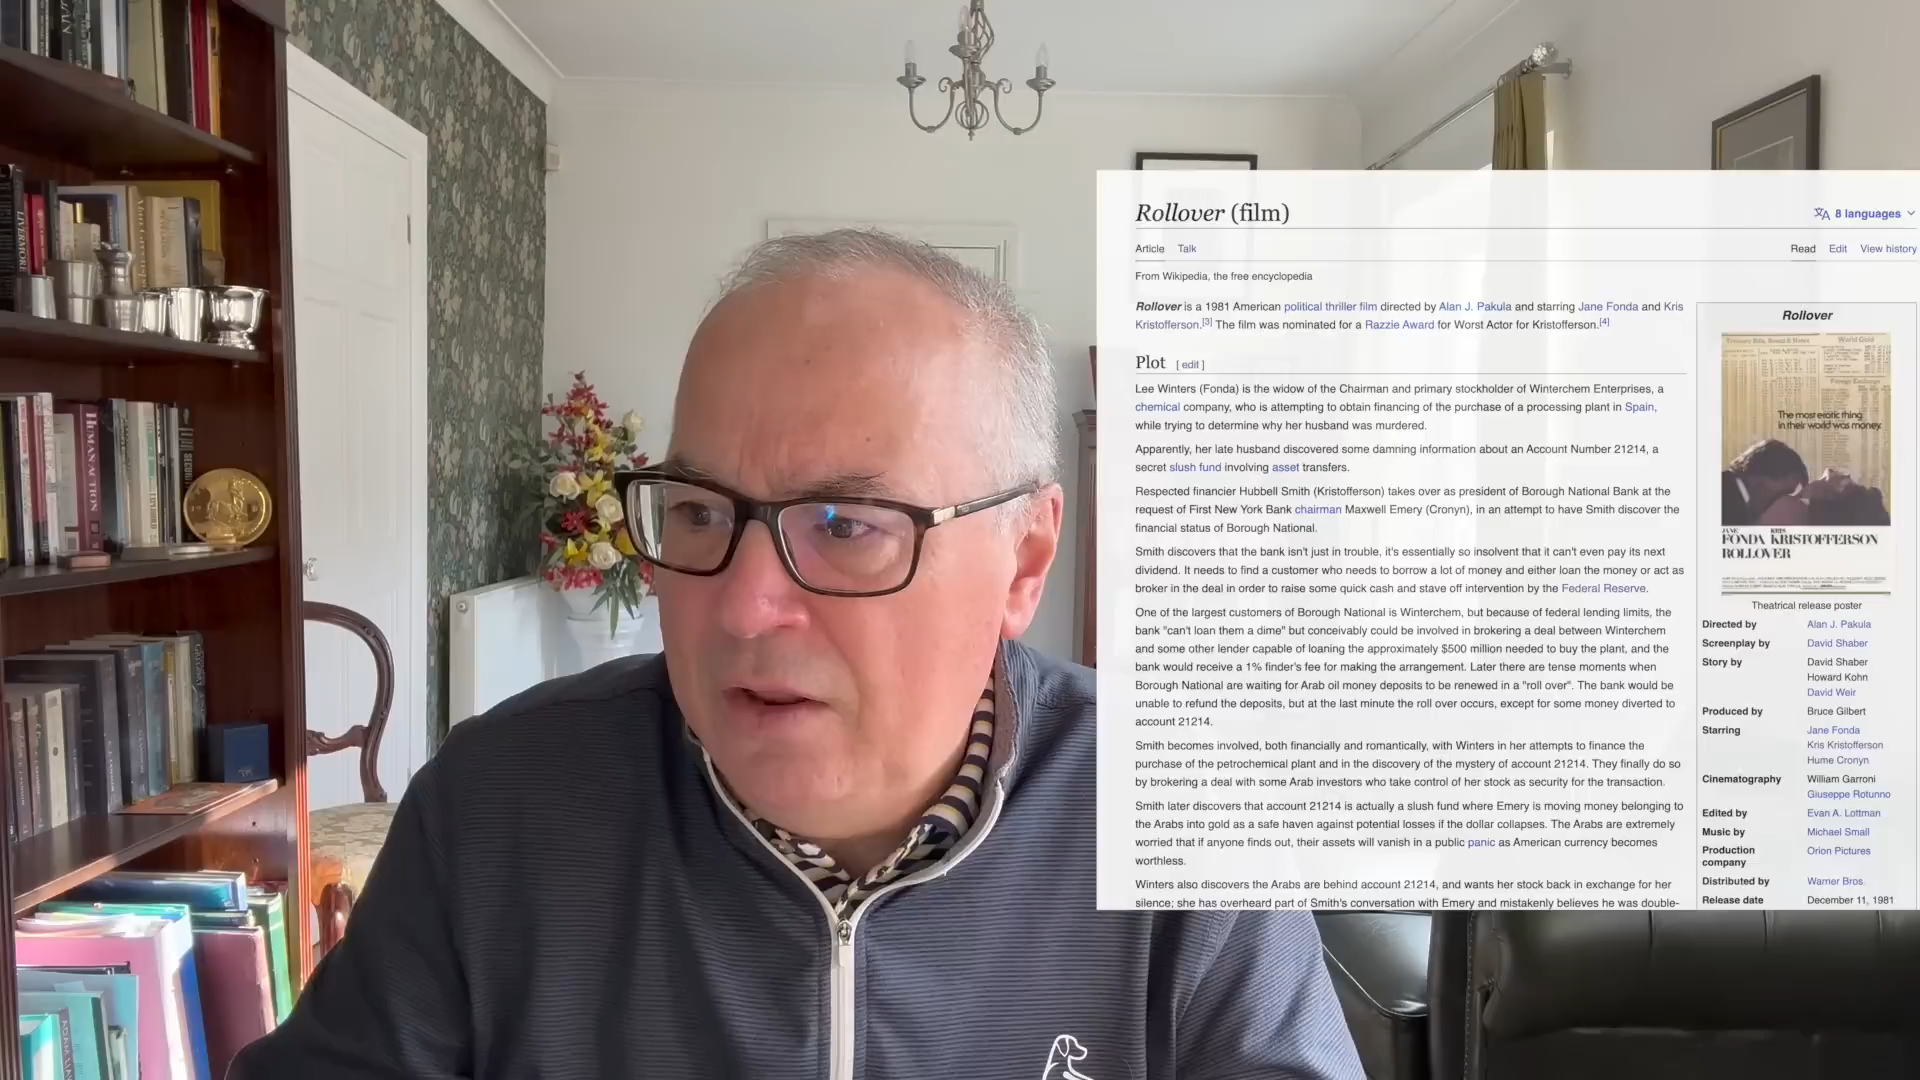 Rollover (film)
8 languages
Article Talk
Read Edit View history
From Wikipedia, the free encyclopedia
Rollover is a 1981 American political thriller film directed by Alan J. Pakula and starring Jane Fonda and Kris
Kristofferson.[3] The film was nominated for a Razzie Award for Worst Actor for Kristofferson.[4]
Plot [ edit ]
Lee Winters (Fonda) is the widow of the Chairman and primary stockholder of Winterchem Enterprises, a
chemical company, who is attempting to obtain financing of the purchase of a processing plant in Spain,
while trying to determine why her husband was murdered.
Apparently, her late husband discovered some damning information about an Account Number 21214, a
secret slush fund involving asset transfers.
Respected financier Hubbell Smith (Kristofferson) takes over as president of Borough National Bank at the
request of First New York Bank chairman Maxwell Emery (Cronyn), in an attempt to have Smith discover the
financial status of Borough National.
Smith discovers that the bank isn't just in trouble, it's essentially so insolvent that it can't even pay its next
dividend. It needs to find a customer who needs to borrow a lot of money and either loan the money or act as
broker in the deal in order to raise some quick cash and stave off intervention by the Federal Reserve.
One of the largest customers of Borough National is Winterchem, but because of federal lending limits, the
bank "can't loan them a dime" but conceivably could be involved in brokering a deal between Winterchem
and some other lender capable of loaning the approximately $500 million needed to buy the plant, and the
bank would receive a 1% finder's fee for making the arrangement. Later there are tense moments when
Borough National are waiting for Arab oil money deposits to be renewed in a "roll over". The bank would be
unable to refund the deposits, but at the last minute the roll over occurs, except for some money diverted to
account 21214.
Smith becomes involved, both financially and romantically, with Winters in her attempts to finance the
purchase of the petrochemical plant and in the discovery of the mystery of account 21214. They finally do so
by brokering a deal with some Arab investors who take control of her stock as security for the transaction.
Smith later discovers that account 21214 is actually a slush fund where Emery is moving money belonging to
the Arabs into gold as a safe haven against potential losses if the dollar collapses. The Arabs are extremely
worried that if anyone finds out, their assets will vanish in a public panic as American currency becomes
worthless.
Winters also discovers the Arabs are behind account 21214, and wants her stock back in exchange for her
silence; she has overheard part of Smith's conversation with Emery and mistakenly believes he was double-
Rollover
Treasury Bills, Bonds & Notes
World Gold
Foreign Exchange
The most erotic thing
in their world was money.
JANE KRIS
FONDA KRISTOFFERSON
ROLLOVER
Theatrical release poster
Directed by Alan J. Pakula
Screenplay by David Shaber
Story by David Shaber
Howard Kohn
David Weir
Produced by Bruce Gilbert
Starring Jane Fonda
Kris Kristofferson
Hume Cronyn
Cinematography William Garroni
Giuseppe Rotunno
Edited by Evan A. Lottman
Music by Michael Small
Production Orion Pictures
company
Distributed by Warner Bros.
Release date December 11, 1981
LIVERMORE
HUMAN ACTION